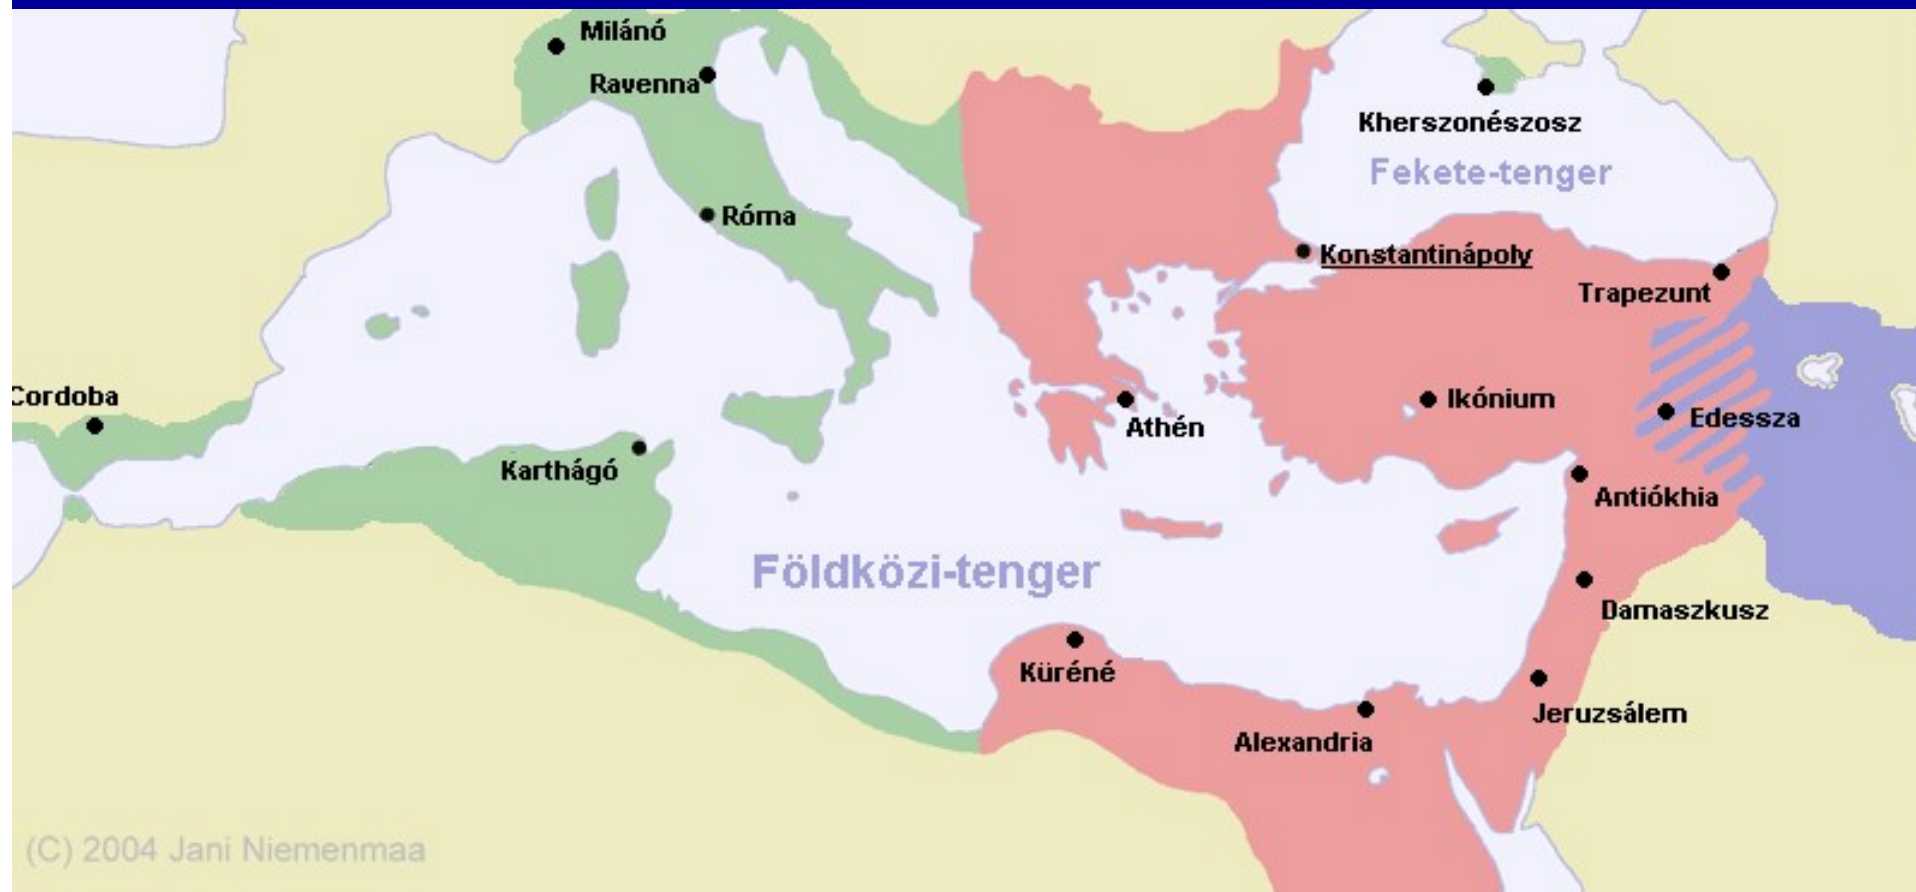 Milánó
Ravenna
Kherszonészosz
Fekete-tenger
Róma
Konstantinápoly
Trapezunt
Cordoba
Ikónium
Edessza
Athén
Karthágó
Antiókhia
Földközi-tenger
Damaszkusz
Küréné
Jeruzsálem
Alexandria
(C) 2004 Jani Niemenmaa